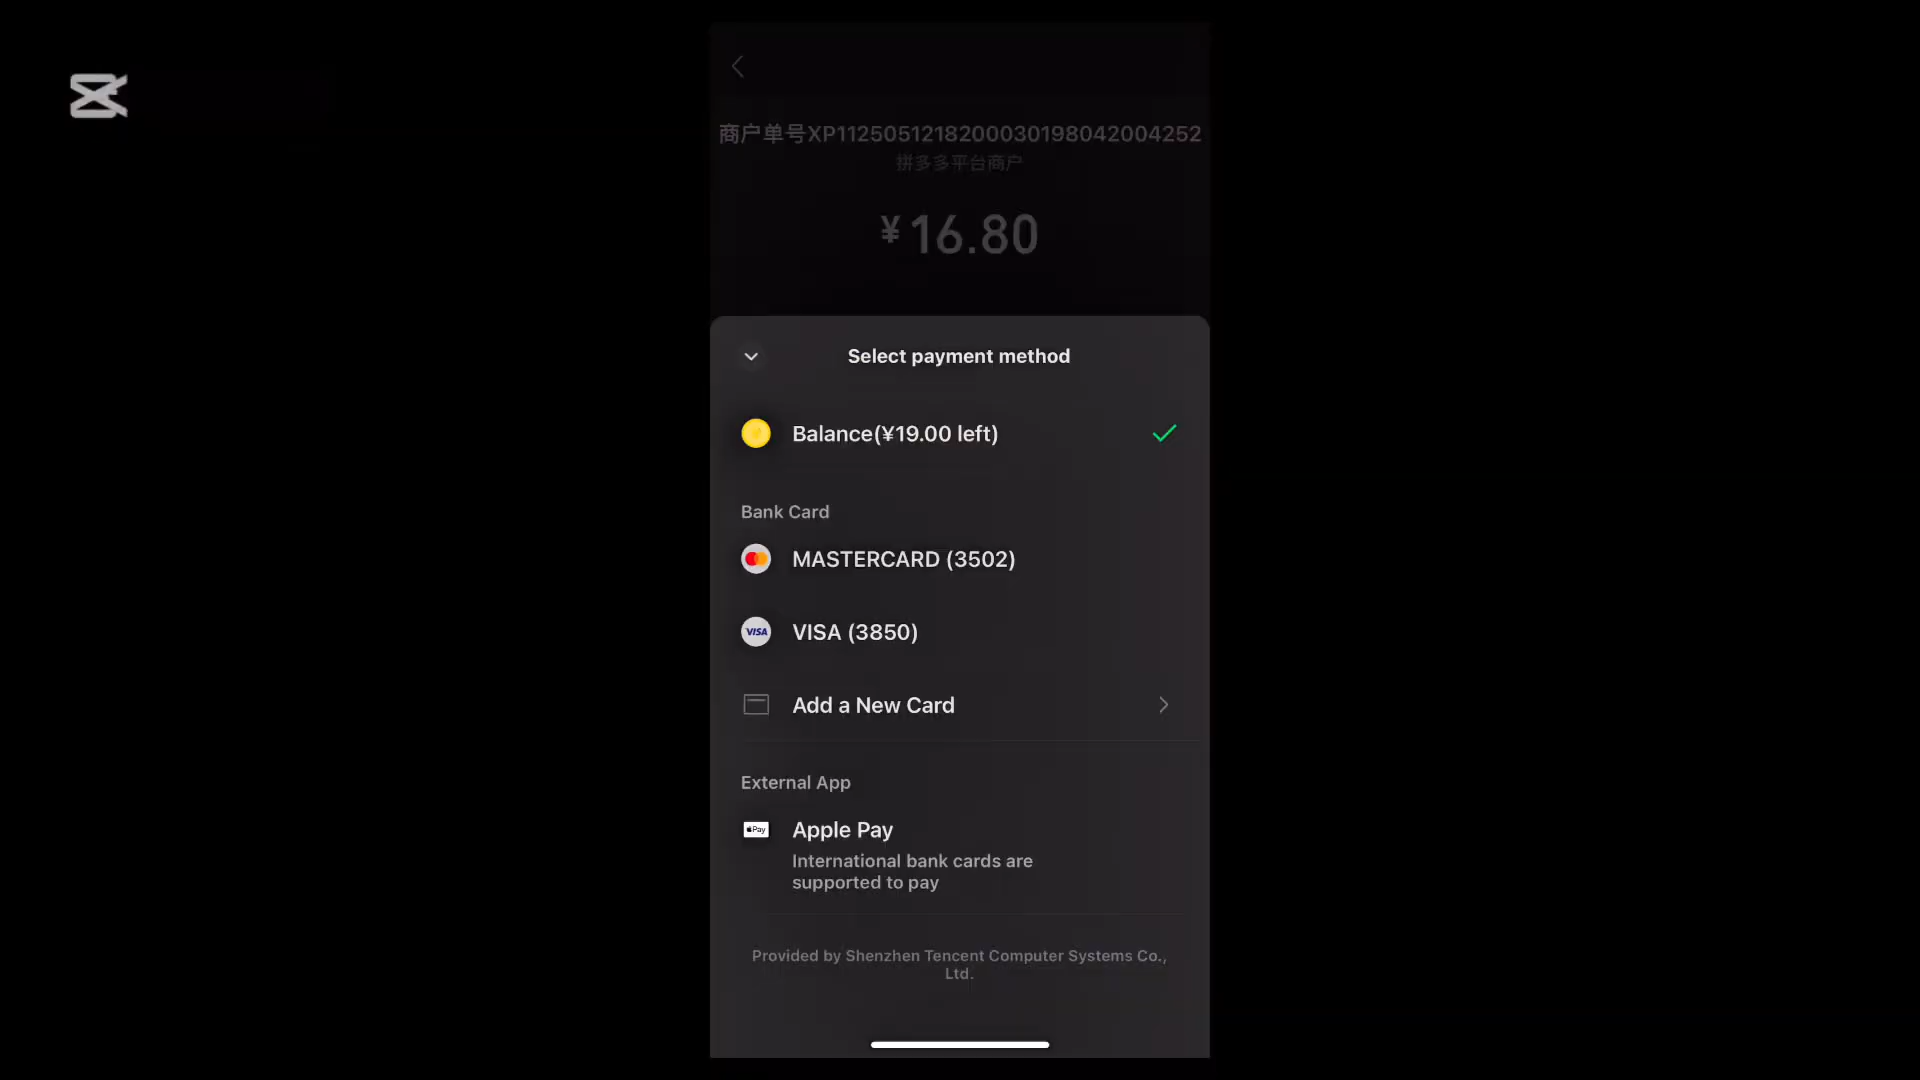 商户单号XP1125051218200030198042004252
拼多多平台商户
¥16.80
Select payment method
Balance(¥19.00 left)
Bank Card
MASTERCARD (3502)
VISA
VISA (3850)
Add a New Card
External App
Pay
Apple Pay
International bank cards are
supported to pay
Provided by Shenzhen Tencent Computer Systems Co.,
Ltd.